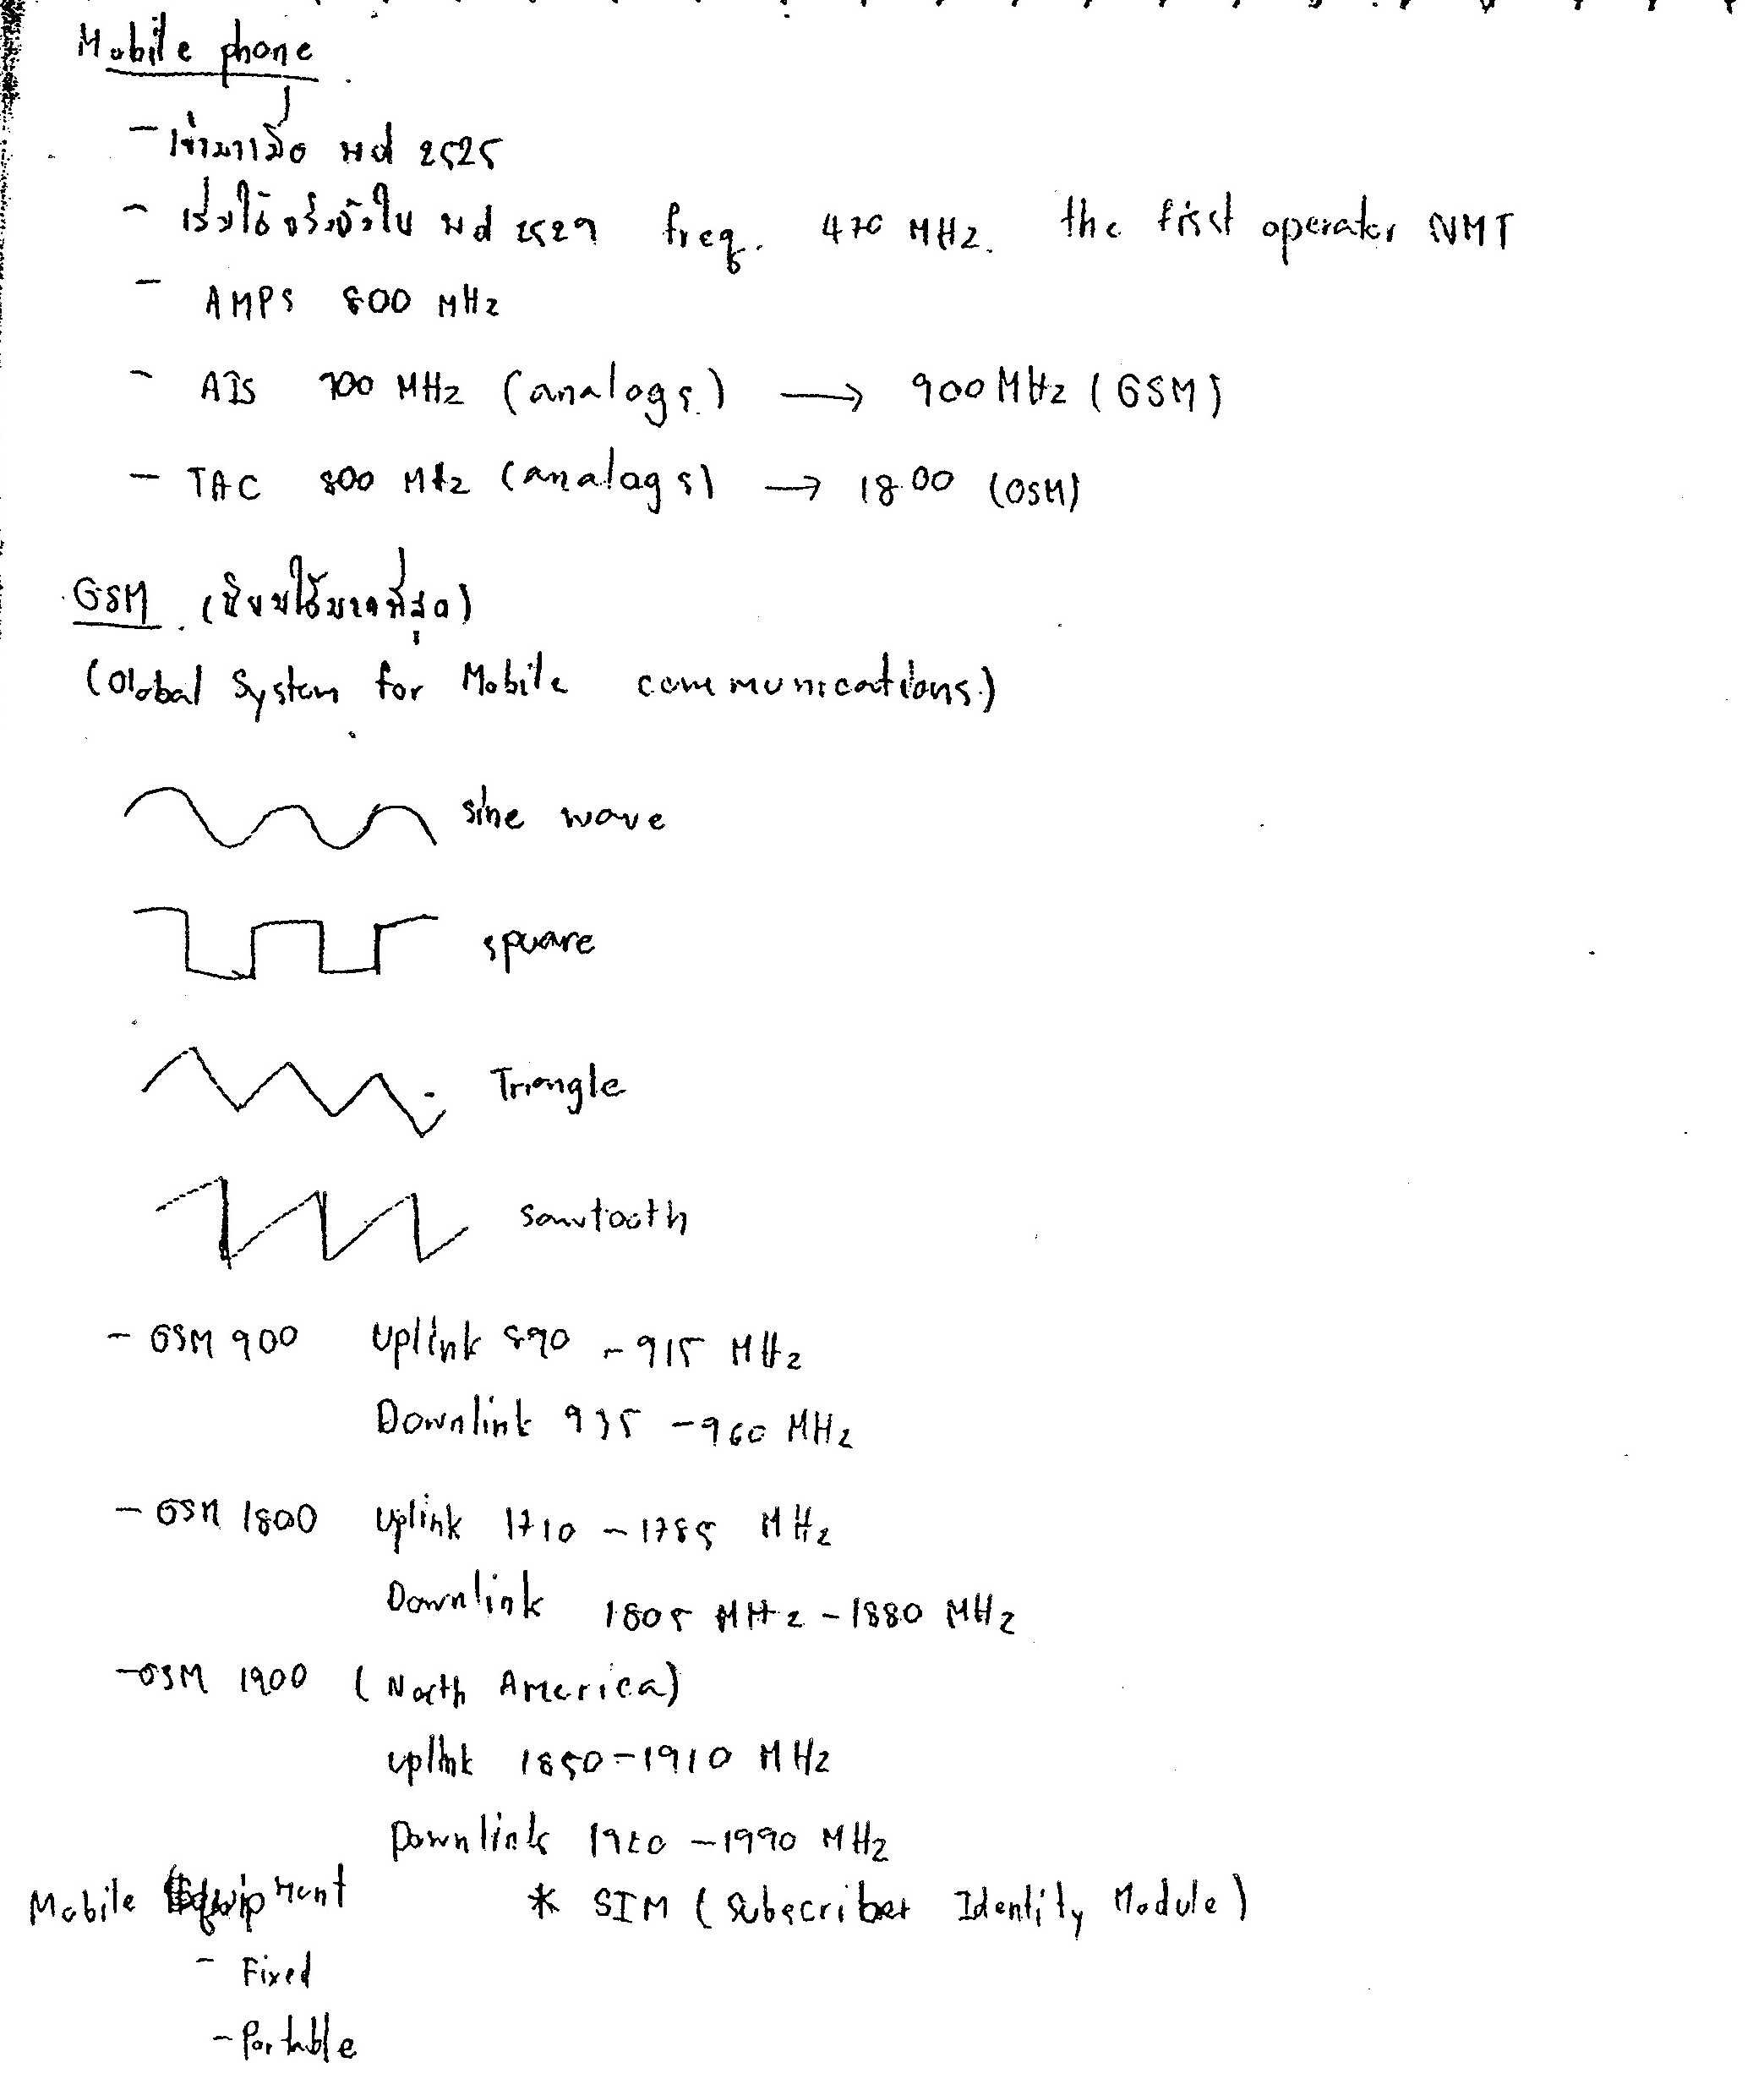 Mobile phone
- เข้ามาเมื่อ พศ 2525
- เริ่มใช้จริงจังใน พศ 2529 freq. 470 MHz. the first operator NMT
- AMPS 800 MHz
- AIS 900 MHz (analogs) → 900 MHz (GSM)
- TAC 800 MHz (analogs) → 1800 (GSM)
GSM (นิยมใช้มากที่สุด)
(Global System for Mobile communications)
sine wave
square
Triangle
sawtooth
- GSM 900 Uplink 890 - 915 MHz
Downlink 935 - 960 MHz
- GSM 1800 Uplink 1710 - 1785 MHz
Downlink 1805 MHz - 1880 MHz
- GSM 1900 (North America)
uplink 1850 - 1910 MHz
Downlink 1930 - 1990 MHz
Mobile Equipment * SIM (Subscriber Identity Module)
- Fixed
- Portable